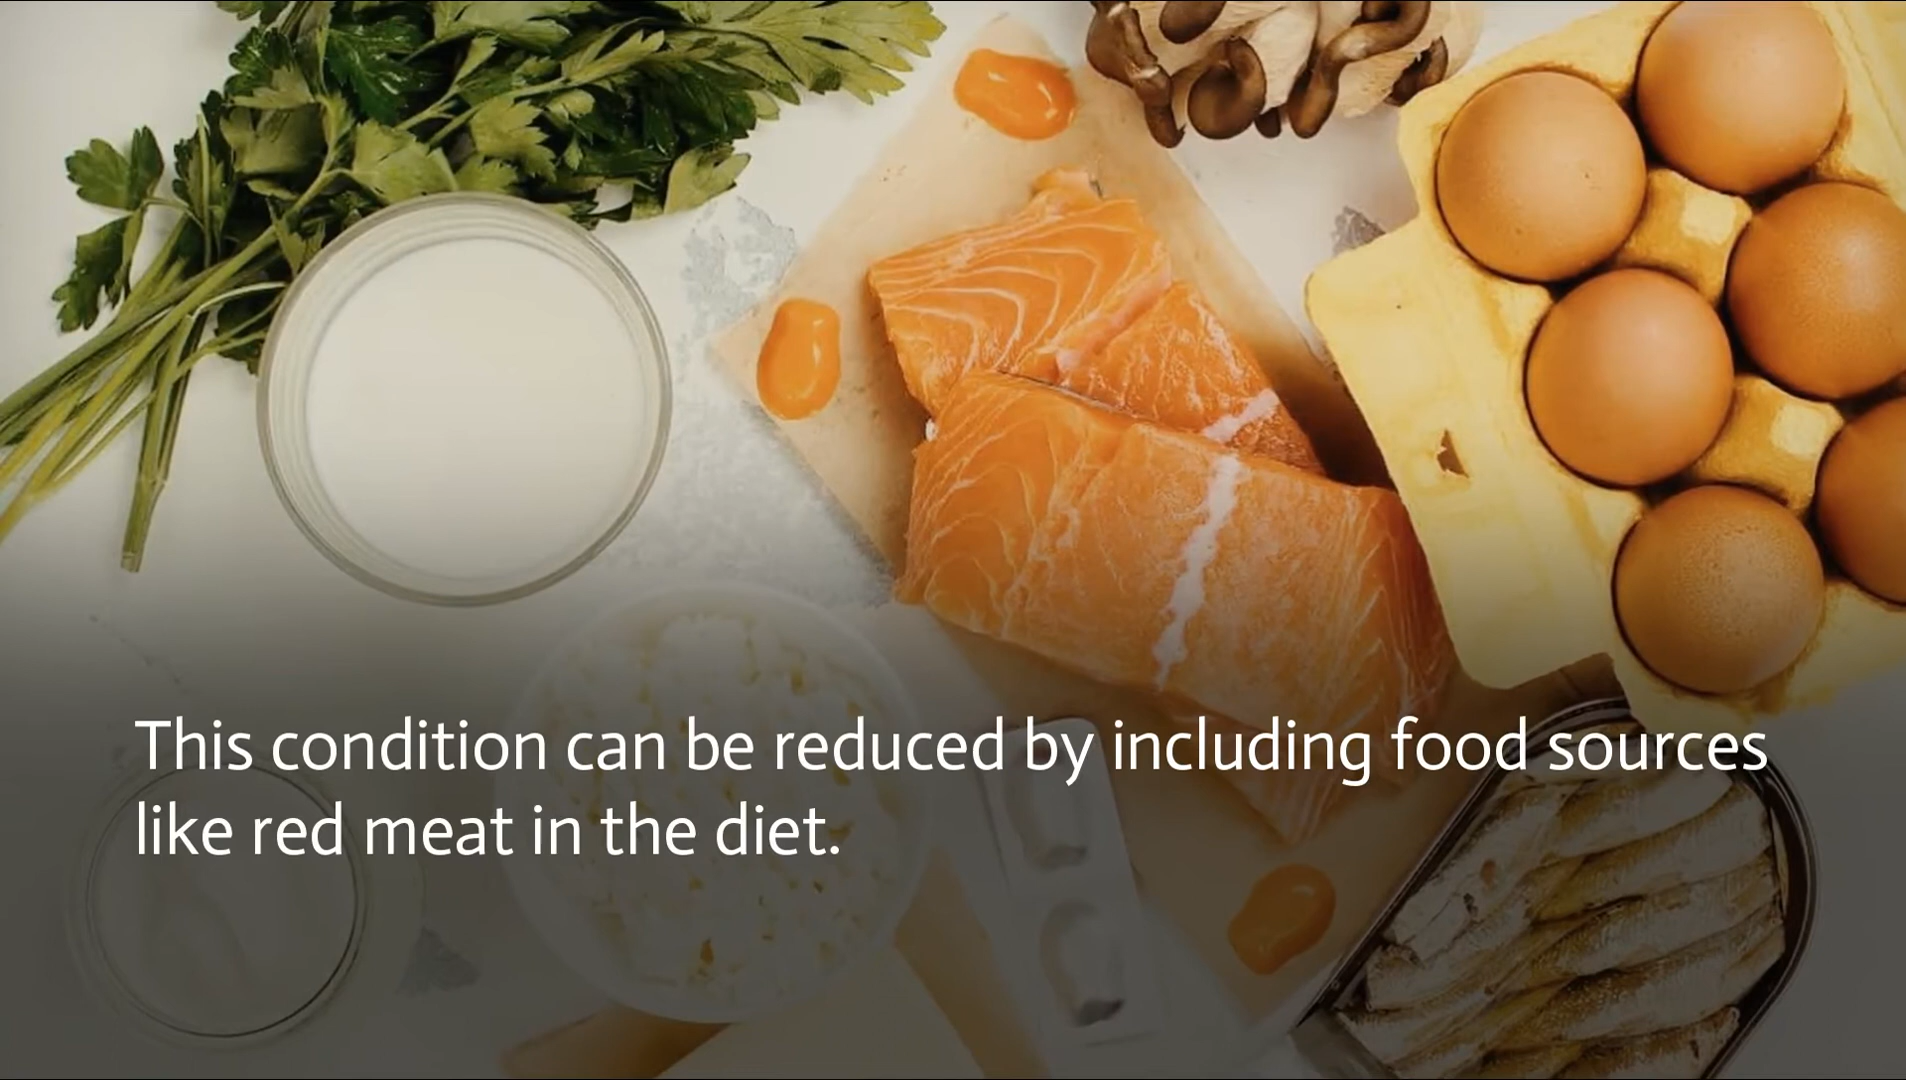 This condition can be reduced by including food sources
like red meat in the diet.